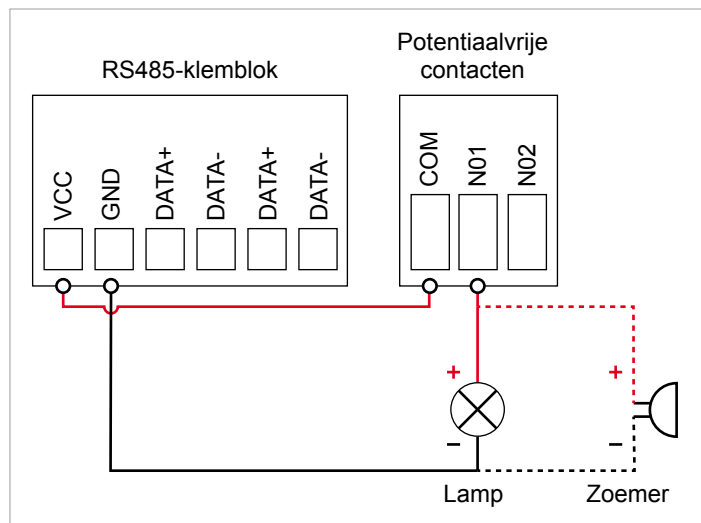 RS485-klemblok
Potentiaalvrije
contacten
VCC
GND
DATA+
DATA-
DATA+
DATA-
COM
N01
N02
+
+
−
−
Lamp
Zoemer